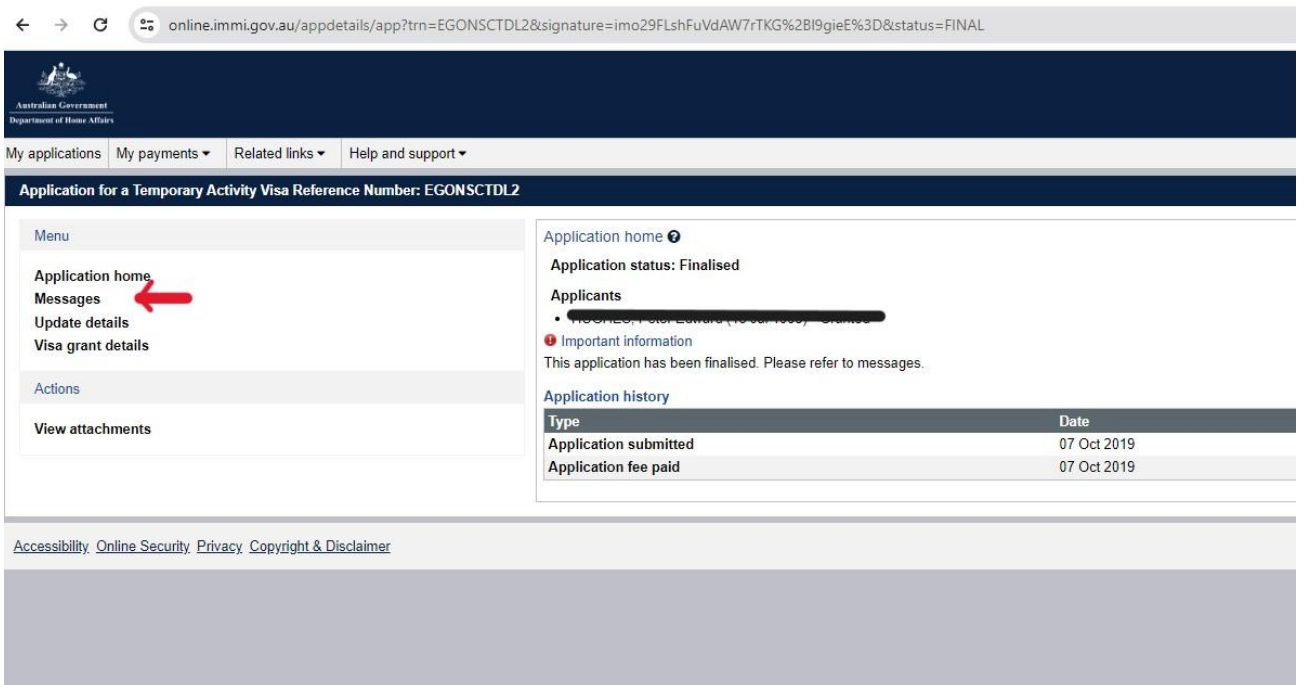 online.immi.gov.au/appdetails/app?trn=EGONSCTDL2&signature=imo29FLshFuVdAW7rTKG%2BI9gieE%3D&status=FINAL
Australian Government
Department of Home Affairs
My applications My payments Related links Help and support
Application for a Temporary Activity Visa Reference Number: EGONSCTDL2
Menu
Application home
Messages
Update details
Visa grant details
Actions
View attachments
Application home
Application status: Finalised
Applicants
Important information
This application has been finalised. Please refer to messages.
Application history
Type Date
Application submitted 07 Oct 2019
Application fee paid 07 Oct 2019
Accessibility Online Security Privacy Copyright & Disclaimer